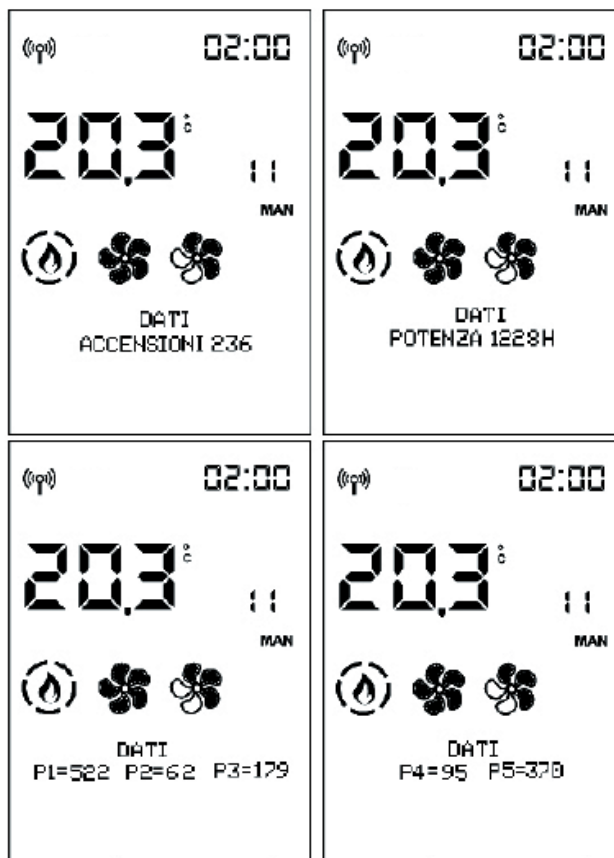 02:00
20,3 °C
11
MAN
DATI
ACCENSIONI 236
02:00
20,3 °C
11
MAN
DATI
POTENZA 1228H
02:00
20,3 °C
11
MAN
DATI
P1=522 P2=62 P3=179
02:00
20,3 °C
11
MAN
DATI
P4=95 P5=370